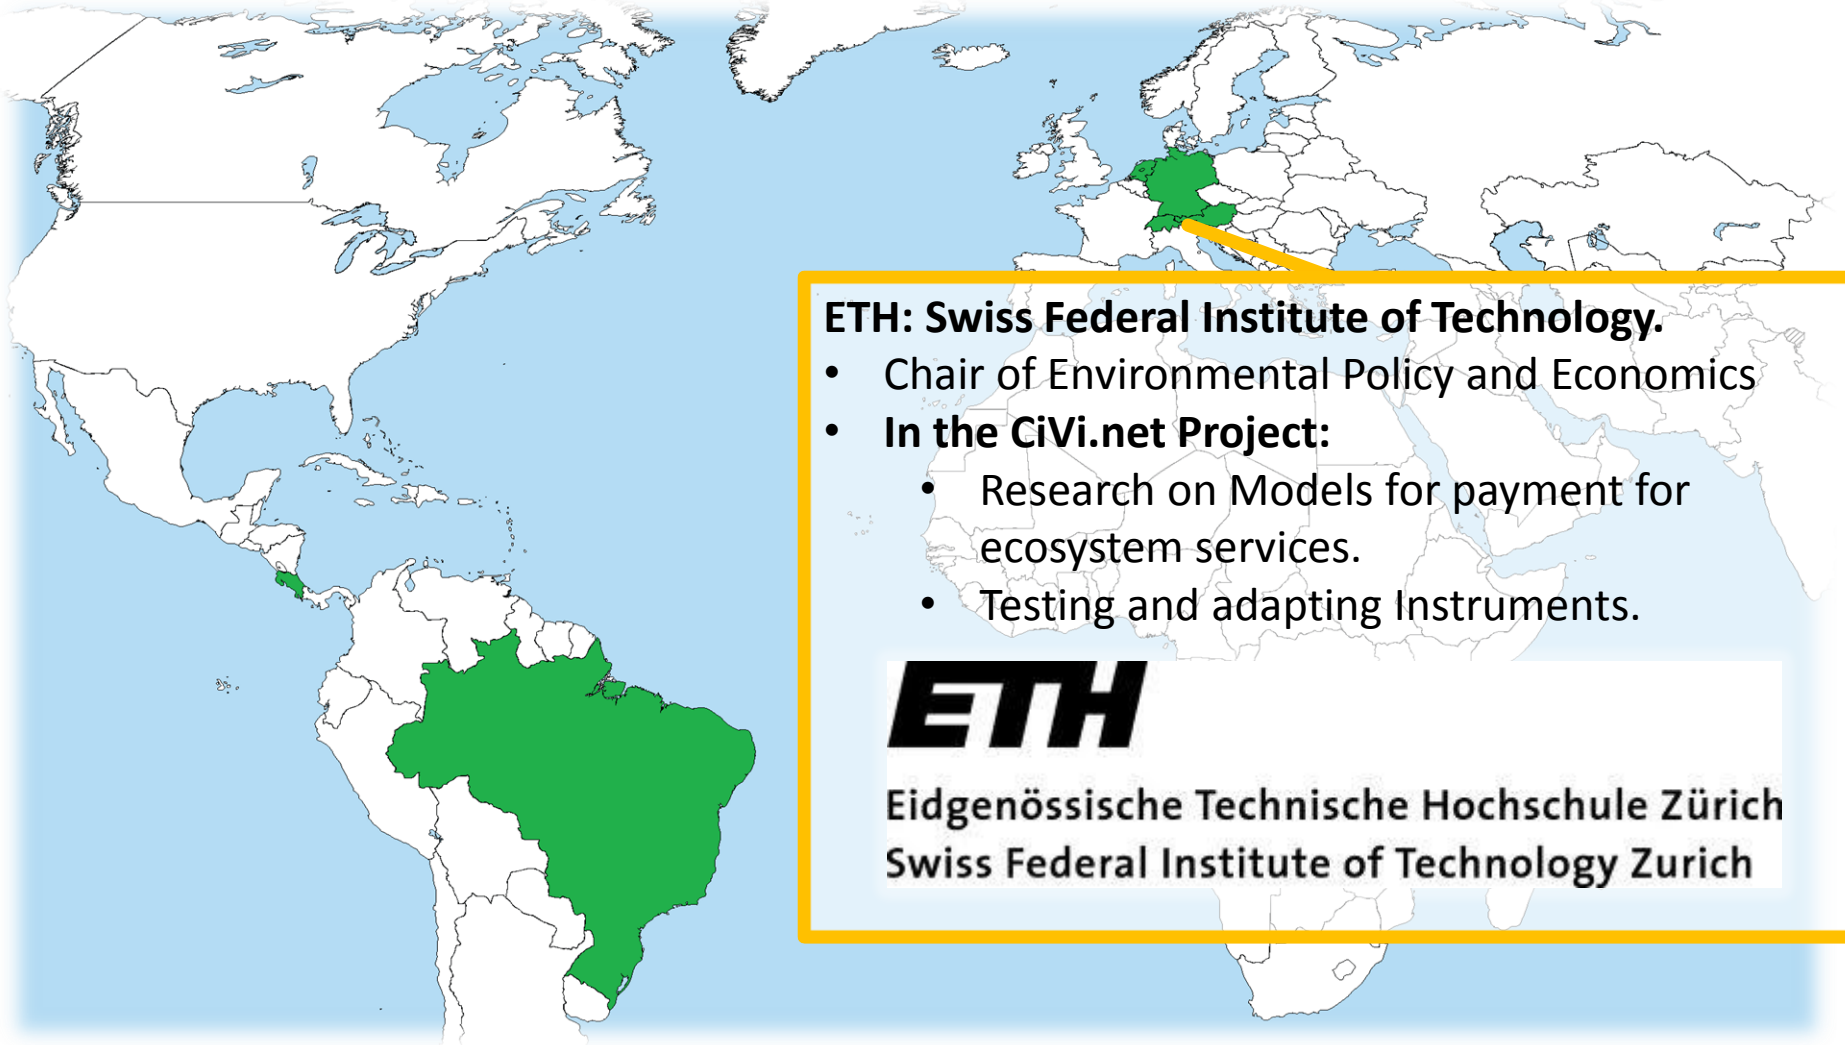 ETH: Swiss Federal Institute of Technology.
• Chair of Environmental Policy and Economics
• In the CiVi.net Project:
• Research on Models for payment for
ecosystem services.
• Testing and adapting Instruments.
ETH
Eidgenössische Technische Hochschule Zürich
Swiss Federal Institute of Technology Zurich